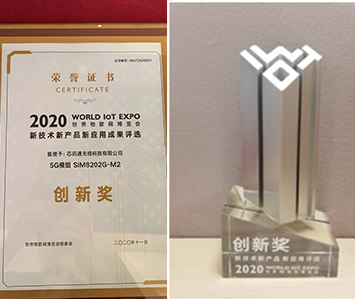 荣誉证书
CERTIFICATE
2020 WORLD IOT EXPO
世界物联网博览会
新技术新产品新应用成果评选
兹授予：芯讯通无线科技有限公司
5G模组 SIM8202G-M2
创新奖
世界物联网博览会组委会
二〇二〇年十一月
创新奖
新技术新产品新应用评选
2020